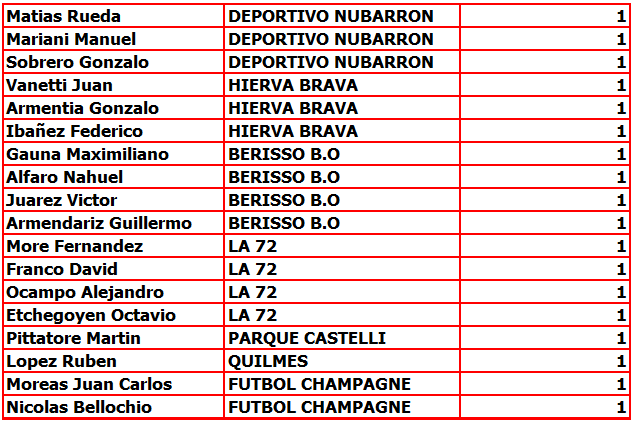 Matias Rueda DEPORTIVO NUBARRON 1
Mariani Manuel DEPORTIVO NUBARRON 1
Sobrero Gonzalo DEPORTIVO NUBARRON 1
Vanetti Juan HIERVA BRAVA 1
Armentia Gonzalo HIERVA BRAVA 1
Ibañez Federico HIERVA BRAVA 1
Gauna Maximiliano BERISSO B.O 1
Alfaro Nahuel BERISSO B.O 1
Juarez Victor BERISSO B.O 1
Armendariz Guillermo BERISSO B.O 1
More Fernandez LA 72 1
Franco David LA 72 1
Ocampo Alejandro LA 72 1
Etchegoyen Octavio LA 72 1
Pittatore Martin PARQUE CASTELLI 1
Lopez Ruben QUILMES 1
Moreas Juan Carlos FUTBOL CHAMPAGNE 1
Nicolas Bellochio FUTBOL CHAMPAGNE 1